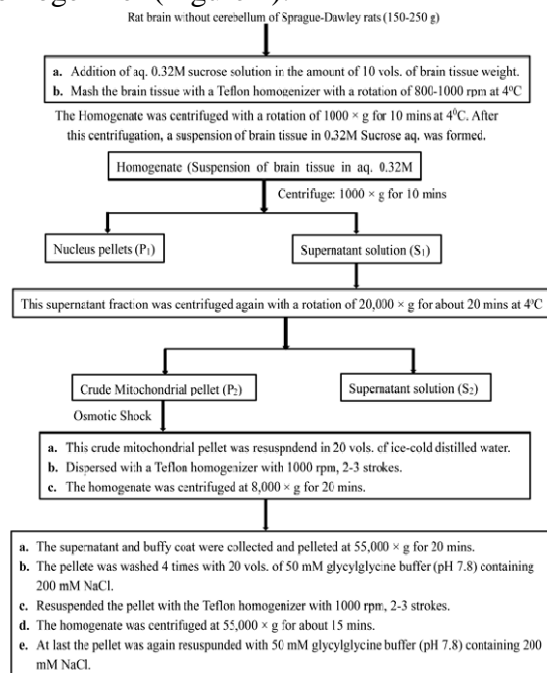 Rat brain without cerebellum of Sprague-Dawley rats (150-250 g)
a. Addition of aq. 0.32M sucrose solution in the amount of 10 vols. of brain tissue weight.
b. Mash the brain tissue with a Teflon homogenizer with a rotation of 800-1000 rpm at 4⁰C
The Homogenate was centrifuged with a rotation of 1000 × g for 10 mins at 4⁰C. After
this centrifugation, a suspension of brain tissue in 0.32M Sucrose aq. was formed.
Homogenate (Suspension of brain tissue in aq. 0.32M
Centrifuge: 1000 × g for 10 mins
Nucleus pellets (P₁)
Supernatant solution (S₁)
This supernatant fraction was centrifuged again with a rotation of 20,000 × g for about 20 mins at 4⁰C
Crude Mitochondrial pellet (P₂)
Supernatant solution (S₂)
Osmotic Shock
a. This crude mitochondrial pellet was resuspndend in 20 vols. of ice-cold distilled water.
b. Dispersed with a Teflon homogenizer with 1000 rpm, 2-3 strokes.
c. The homogenate was centrifuged at 8,000 × g for 20 mins.
a. The supernatant and buffy coat were collected and pelleted at 55,000 × g for 20 mins.
b. The pellete was washed 4 times with 20 vols. of 50 mM glycylglycine buffer (pH 7.8) containing
200 mM NaCl.
c. Resuspended the pellet with the Teflon homogenizer with 1000 rpm, 2-3 strokes.
d. The homogenate was centrifuged at 55,000 × g for about 15 mins.
e. At last the pellet was again resuspunded with 50 mM glycylglycine buffer (pH 7.8) containing 200
mM NaCl.